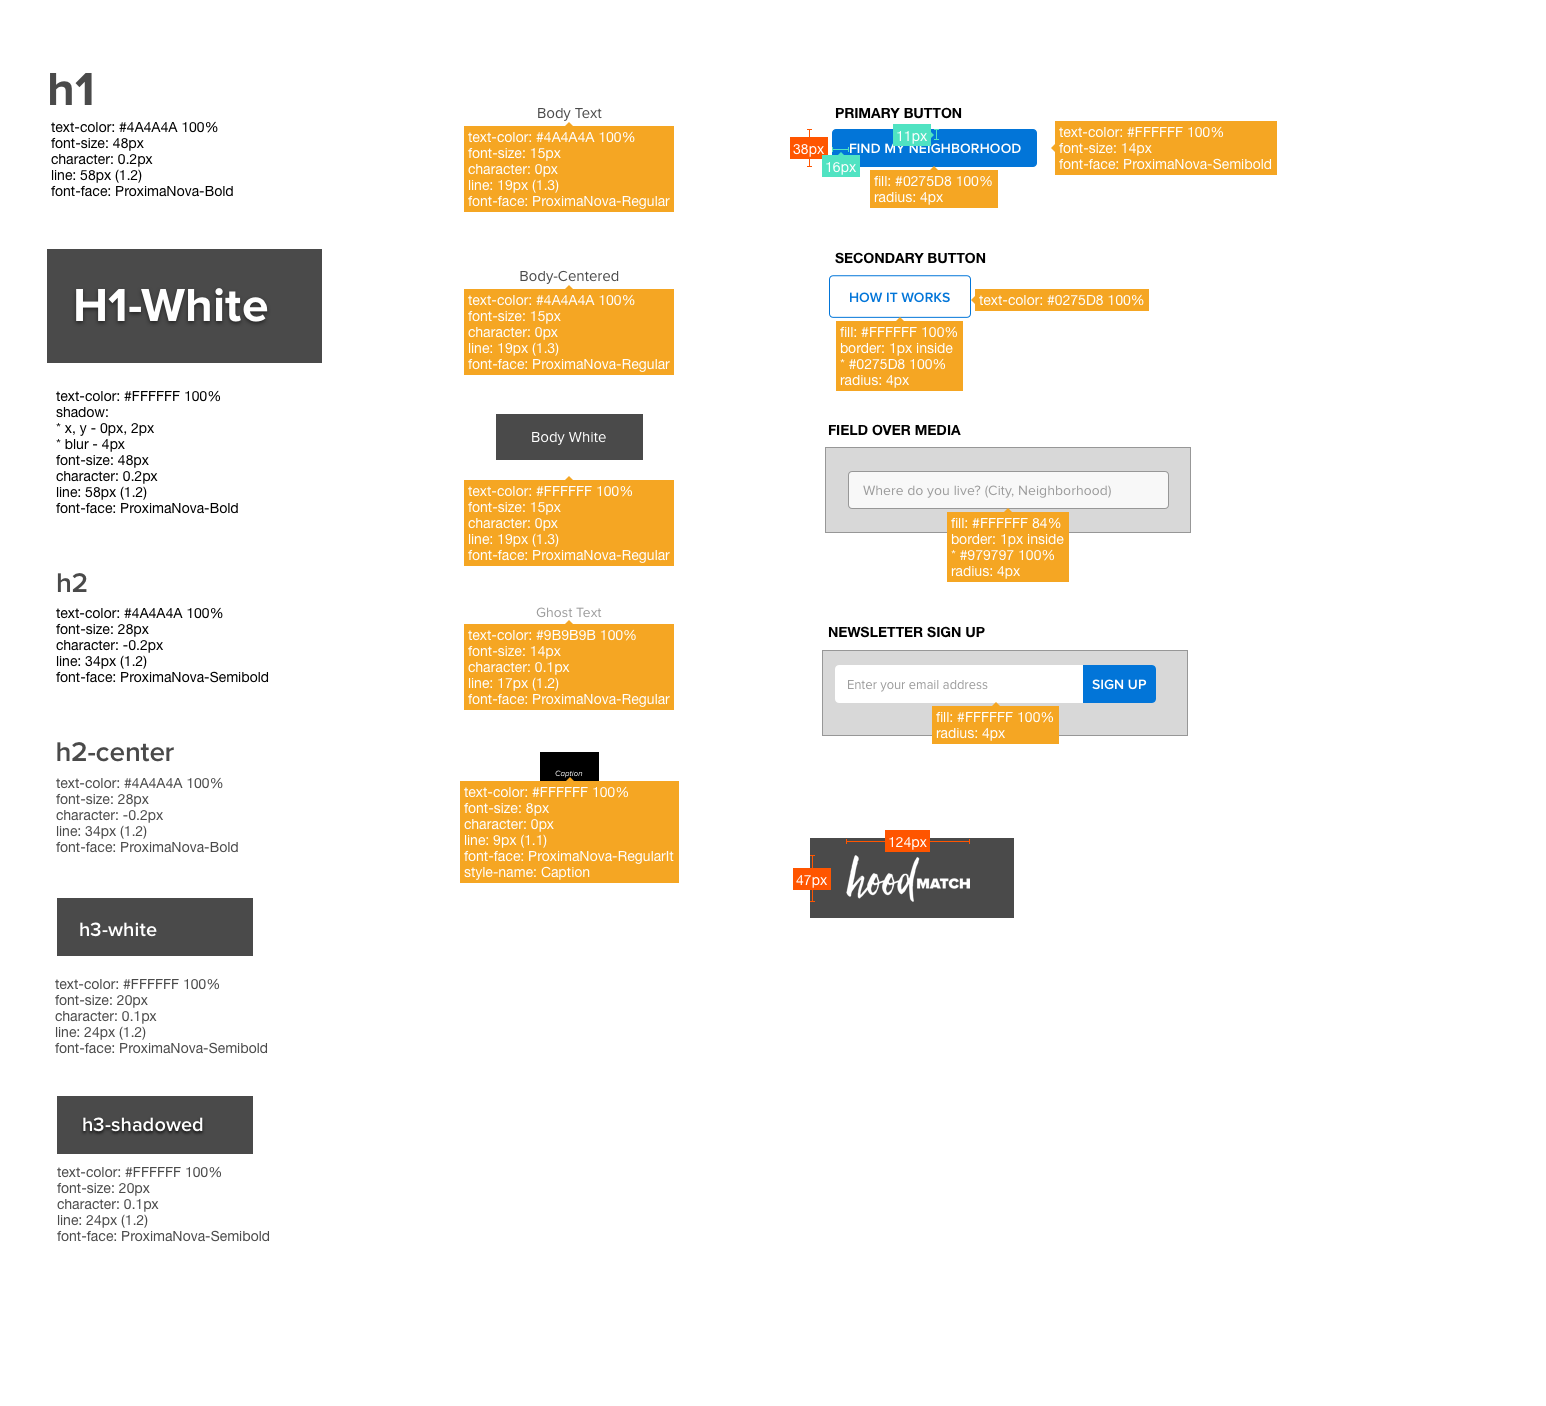 h1
text-color: #4A4A4A 100%
font-size: 48px
character: 0.2px
line: 58px (1.2)
font-face: ProximaNova-Bold
H1-White
text-color: #FFFFFF 100%
shadow:
* x, y - 0px, 2px
* blur - 4px
font-size: 48px
character: 0.2px
line: 58px (1.2)
font-face: ProximaNova-Bold
h2
text-color: #4A4A4A 100%
font-size: 28px
character: -0.2px
line: 34px (1.2)
font-face: ProximaNova-Semibold
h2-center
text-color: #4A4A4A 100%
font-size: 28px
character: -0.2px
line: 34px (1.2)
font-face: ProximaNova-Bold
h3-white
text-color: #FFFFFF 100%
font-size: 20px
character: 0.1px
line: 24px (1.2)
font-face: ProximaNova-Semibold
h3-shadowed
text-color: #FFFFFF 100%
font-size: 20px
character: 0.1px
line: 24px (1.2)
font-face: ProximaNova-Semibold
Body Text
text-color: #4A4A4A 100%
font-size: 15px
character: 0px
line: 19px (1.3)
font-face: ProximaNova-Regular
Body-Centered
text-color: #4A4A4A 100%
font-size: 15px
character: 0px
line: 19px (1.3)
font-face: ProximaNova-Regular
Body White
text-color: #FFFFFF 100%
font-size: 15px
character: 0px
line: 19px (1.3)
font-face: ProximaNova-Regular
Ghost Text
text-color: #9B9B9B 100%
font-size: 14px
character: 0.1px
line: 17px (1.2)
font-face: ProximaNova-Regular
Caption
text-color: #FFFFFF 100%
font-size: 8px
character: 0px
line: 9px (1.1)
font-face: ProximaNova-RegularIt
style-name: Caption
PRIMARY BUTTON
11px
38px
FIND MY NEIGHBORHOOD
16px
fill: #0275D8 100%
radius: 4px
text-color: #FFFFFF 100%
font-size: 14px
font-face: ProximaNova-Semibold
SECONDARY BUTTON
HOW IT WORKS
text-color: #0275D8 100%
fill: #FFFFFF 100%
border: 1px inside
* #0275D8 100%
radius: 4px
FIELD OVER MEDIA
Where do you live? (City, Neighborhood)
fill: #FFFFFF 84%
border: 1px inside
* #979797 100%
radius: 4px
NEWSLETTER SIGN UP
Enter your email address
SIGN UP
fill: #FFFFFF 100%
radius: 4px
124px
47px
hood MATCH